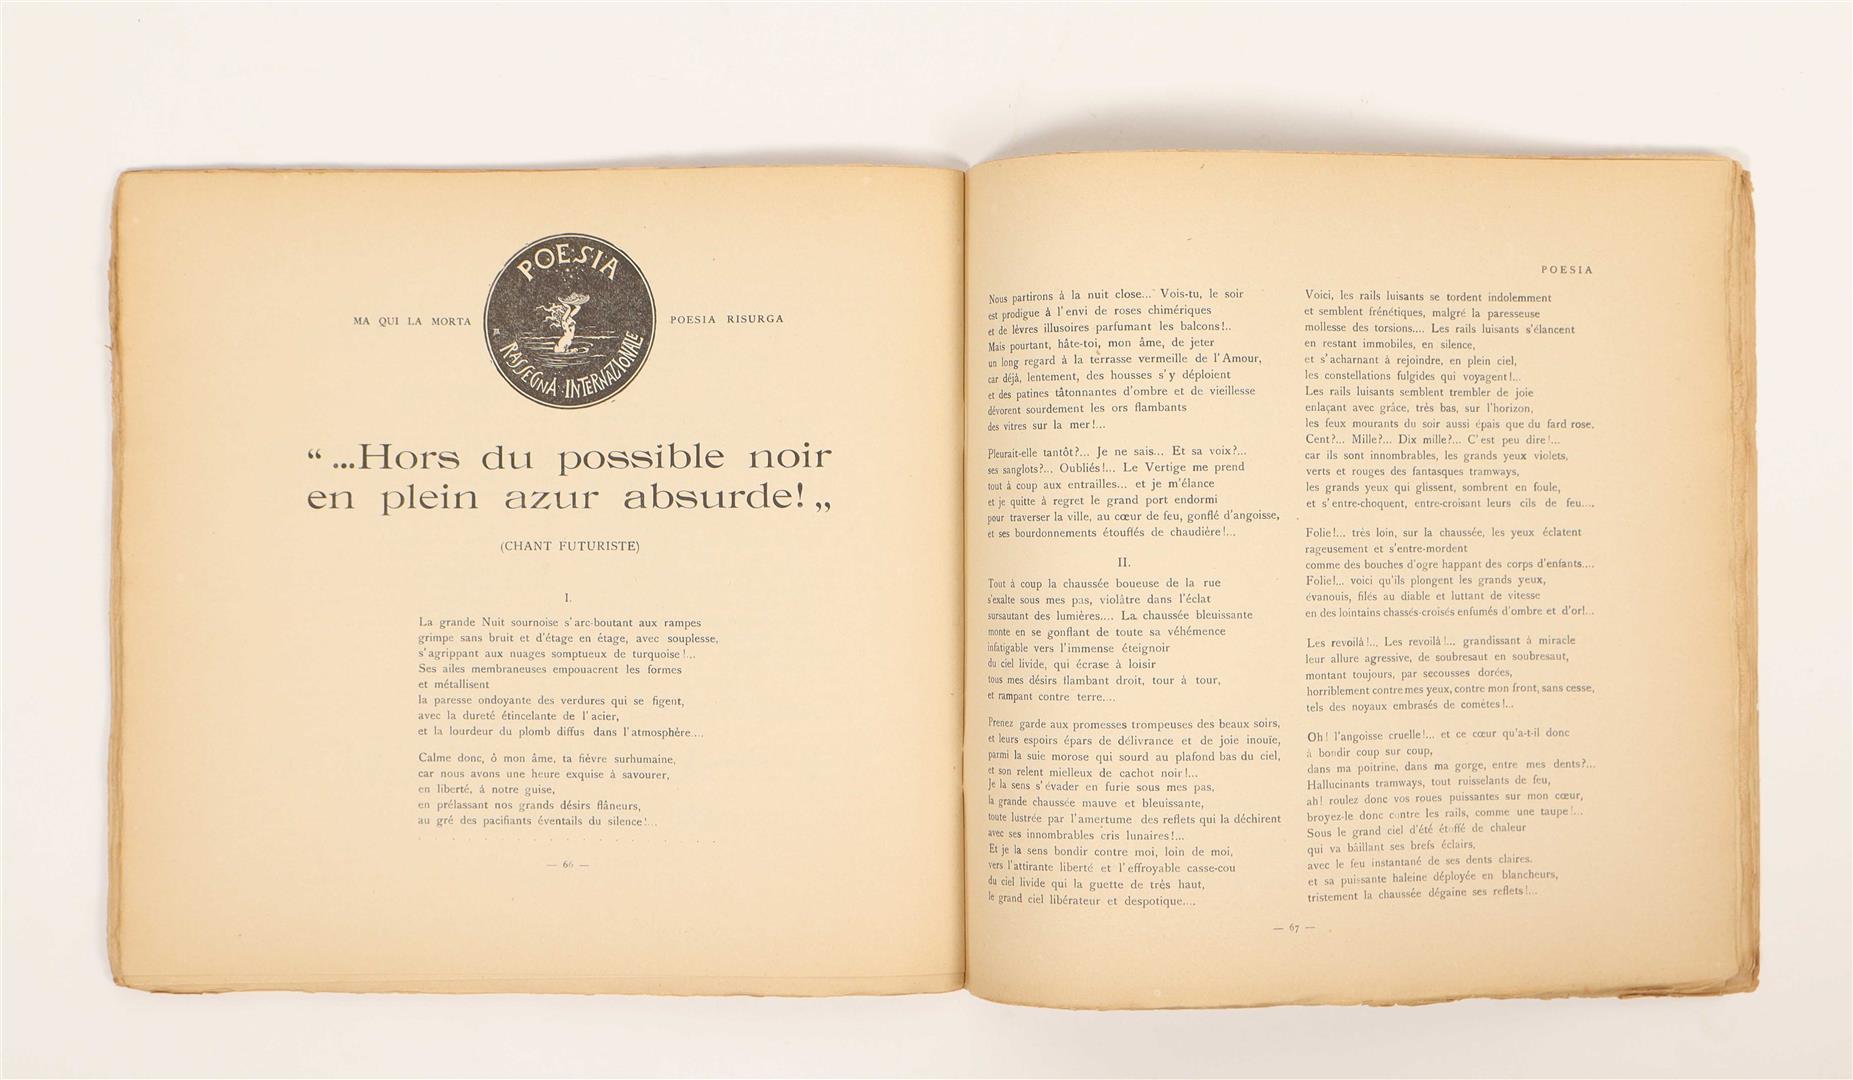 POESIA
RASSEGNA INTERNAZIONALE
MA QUI LA MORTA POESIA RISURGA
“ ...Hors du possible noir
en plein azur absurde! „
(CHANT FUTURISTE)
I.
La grande Nuit sournoise s'arc-boutant aux rampes
grimpe sans bruit et d'étage en étage, avec souplesse,
s'agrippant aux nuages somptueux de turquoise!...
Ses ailes membraneuses empouacrent les formes
et métallisent
la paresse ondoyante des verdures qui se figent,
avec la dureté étincelante de l'acier,
et la lourdeur du plomb diffus dans l'atmosphère....
Calme donc, ô mon âme, ta fièvre surhumaine,
car nous avons une heure exquise à savourer,
en liberté, à notre guise,
en prélassant nos grands désirs flâneurs,
au gré des pacifiants éventails du silence!...
. . . . . . . . . . . .
— 66 —
POESIA
Nous partirons à la nuit close... Vois-tu, le soir
est prodigue à l'envi de roses chimériques
et de lèvres illusoires parfumant les balcons!..
Mais pourtant, hâte-toi, mon âme, de jeter
un long regard à la terrasse vermeille de l'Amour,
car déjà, lentement, des housses s'y déploient
et des patines tâtonnantes d'ombre et de vieillesse
dévorent sourdement les ors flambants
des vitres sur la mer!...
Pleurait-elle tantôt?... Je ne sais... Et sa voix?...
ses sanglots?... Oubliés!... Le Vertige me prend
tout à coup aux entrailles... et je m'élance
et je quitte à regret le grand port endormi
pour traverser la ville, au cœur de feu, gonflé d'angoisse,
et ses bourdonnements étouflés de chaudière!...
II.
Tout à coup la chaussée boueuse de la rue
s'exalte sous mes pas, violâtre dans l'éclat
sursautant des lumières.... La chaussée bleuissante
monte en se gonflant de toute sa véhémence
infatigable vers l'immense éteignoir
du ciel livide, qui écrase à loisir
tous mes désirs flambant droit, tour à tour,
et rampant contre terre....
Prenez garde aux promesses trompeuses des beaux soirs,
et leurs espoirs épars de délivrance et de joie inouïe,
parmi la suie morose qui sourd au plafond bas du ciel,
et son relent mielleux de cachot noir!...
Je la sens s'évader en furie sous mes pas,
la grande chaussée mauve et bleuissante,
toute lustrée par l'amertume des reflets qui la déchirent
avec ses innombrables cris lunaires!...
Et je la sens bondir contre moi, loin de moi,
vers l'attirante liberté et l'effroyable casse-cou
du ciel livide qui la guette de très haut,
le grand ciel libérateur et despotique....
Voici, les rails luisants se tordent indolemment
et semblent frénétiques, malgré la paresseuse
mollesse des torsions.... Les rails luisants s'élancent
en restant immobiles, en silence,
et s'acharnant à rejoindre, en plein ciel,
les constellations fulgides qui voyagent!...
Les rails luisants semblent trembler de joie
enlaçant avec grâce, très bas, sur l'horizon,
les feux mourants du soir aussi épais que du fard rose.
Cent?... Mille?... Dix mille?... C'est peu dire!...
car ils sont innombrables, les grands yeux violets,
verts et rouges des fantasques tramways,
les grands yeux qui glissent, sombrent en foule,
et s'entre-choquent, entre-croisant leurs cils de feu....
Folie!... très loin, sur la chaussée, les yeux éclatent
rageusement et s'entre-mordent
comme des bouches d'ogre happant des corps d'enfants....
Folie!... voici qu'ils plongent les grands yeux,
évanouis, filés au diable et luttant de vitesse
en des lointains chassés-croisés enfumés d'ombre et d'or!...
Les revoilà!... Les revoilà!... grandissant à miracle
leur allure agressive, de soubresaut en soubresaut,
montant toujours, par secousses dorées,
horriblement contre mes yeux, contre mon front, sans cesse,
tels des noyaux embrasés de comètes!...
Oh! l'angoisse cruelle!... et ce cœur qu'a-t-il donc
à bondir coup sur coup,
dans ma poitrine, dans ma gorge, entre mes dents?...
Hallucinants tramways, tout ruisselants de feu,
ah! roulez donc vos roues puissantes sur mon cœur,
broyez-le donc contre les rails, comme une taupe!...
Sous le grand ciel d'été étoffé de chaleur
qui va bâillant ses brefs éclairs,
avec le feu instantané de ses dents claires.
et sa puissante haleine déployée en blancheurs,
tristement la chaussée dégaine ses reflets!...
— 67 —